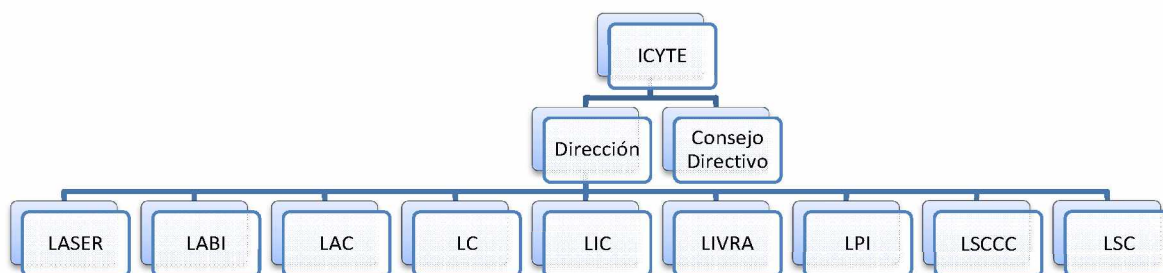 ICYTE
Dirección
Consejo
Directivo
LASER
LABI
LAC
LC
LIC
LIVRA
LPI
LSCCC
LSC